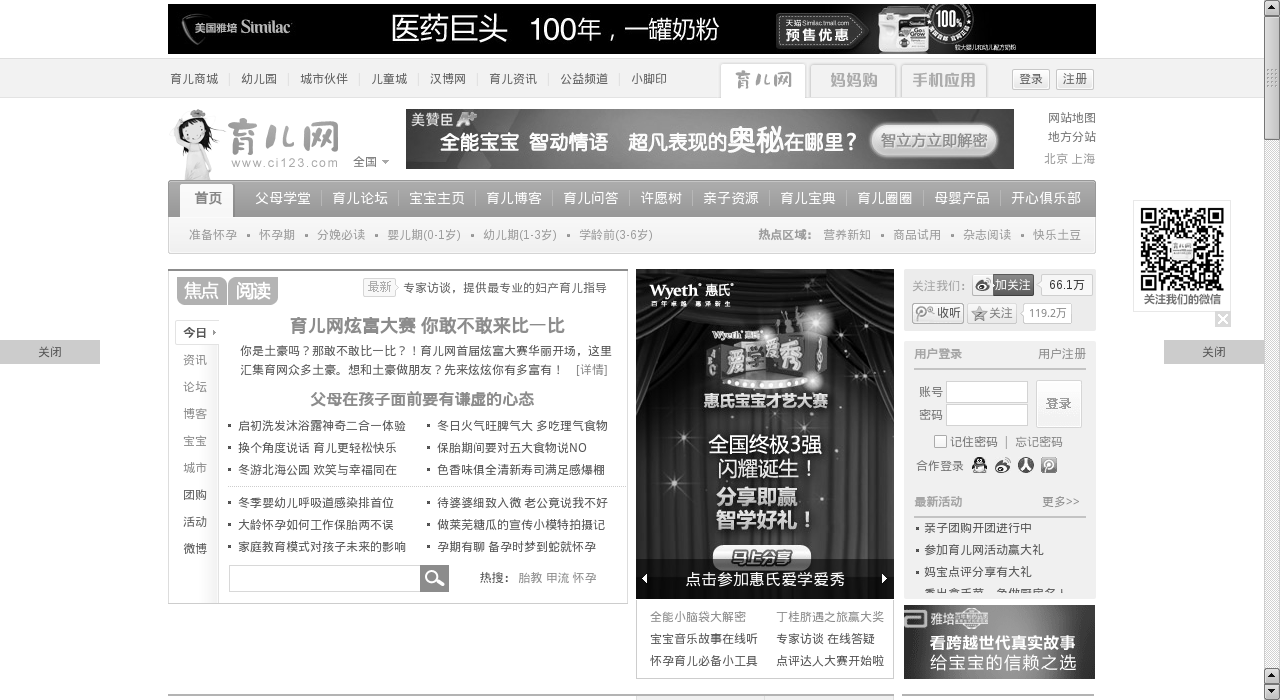 美国雅培 Similac
医药巨头 100年，一罐奶粉
天猫Similac.tmall.com
预售优惠
100%
育儿商城 幼儿园 城市伙伴 儿童城 汉博网 育儿资讯 公益频道 小脚印
育儿网 妈妈购 手机应用
登录 注册
育儿网
www.ci123.com
全国
美赞臣 A+
全能宝宝 智动情语 超凡表现的奥秘在哪里？
智立方立即解密
网站地图
地方分站
北京 上海
首页 父母学堂 育儿论坛 宝宝主页 育儿博客 育儿问答 许愿树 亲子资源 育儿宝典 育儿圈圈 母婴产品 开心俱乐部
准备怀孕 怀孕期 分娩必读 婴儿期(0-1岁) 幼儿期(1-3岁) 学龄前(3-6岁)
热点区域： 营养新知 商品试用 杂志阅读 快乐土豆
育儿网
关注我们的微信
关闭
关闭
焦点 阅读
最新 专家访谈，提供最专业的妇产育儿指导
今日
资讯
论坛
博客
宝宝
城市
团购
活动
微博
育儿网炫富大赛 你敢不敢来比一比
你是土豪吗？那敢不敢比一比？！育儿网首届炫富大赛华丽开场，这里
汇集育网众多土豪。想和土豪做朋友？先来炫炫你有多富有！ [详情]
父母在孩子面前要有谦虚的心态
启初洗发沐浴露神奇二合一体验 冬日火气旺脾气大 多吃理气食物
换个角度说话 育儿更轻松快乐 保胎期间要对五大食物说NO
冬游北海公园 欢笑与幸福同在 色香味俱全清新寿司满足感爆棚
冬季婴幼儿呼吸道感染排首位 待婆婆细致入微 老公竟说我不好
大龄怀孕如何工作保胎两不误 做莱芜糖瓜的宣传小模特拍摄记
家庭教育模式对孩子未来的影响 孕期有聊 备孕时梦到蛇就怀孕
热搜： 胎教 甲流 怀孕
Wyeth 惠氏
百年卓越 惠泽新生
Wyeth 惠氏
爱学爱秀
惠氏宝宝才艺大赛
全国终极3强
闪耀诞生！
分享即赢
智学好礼！
马上分享
点击参加惠氏爱学爱秀
全能小脑袋大解密 丁桂脐遇之旅赢大奖
宝宝音乐故事在线听 专家访谈 在线答疑
怀孕育儿必备小工具 点评达人大赛开始啦
关注我们： 加关注 66.1万
收听 关注 119.2万
用户登录 用户注册
账号
密码
登录
记住密码 | 忘记密码
合作登录
最新活动 更多>>
亲子团购开团进行中
参加育儿网活动赢大礼
妈宝点评分享有大礼
雅培
看跨越世代真实故事
给宝宝的信赖之选